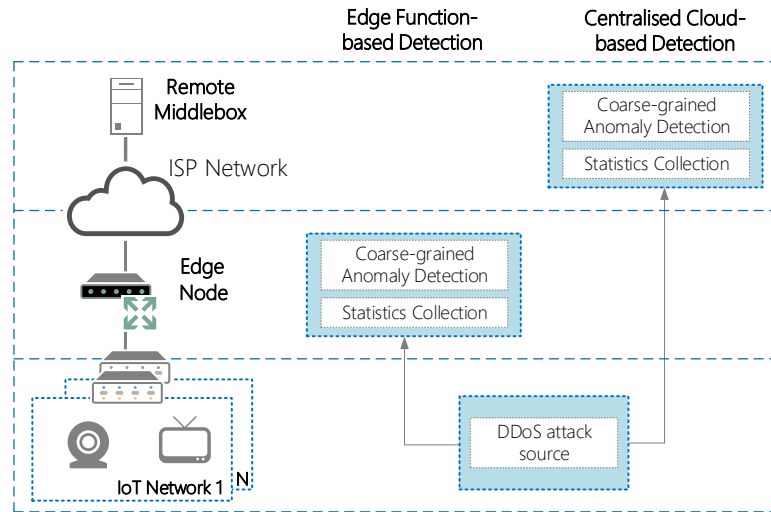 Edge Function-
based Detection
Centralised Cloud-
based Detection
Remote
Middlebox
Coarse-grained
Anomaly Detection
Statistics Collection
ISP Network
Edge
Node
Coarse-grained
Anomaly Detection
Statistics Collection
DDoS attack
source
N
IoT Network 1